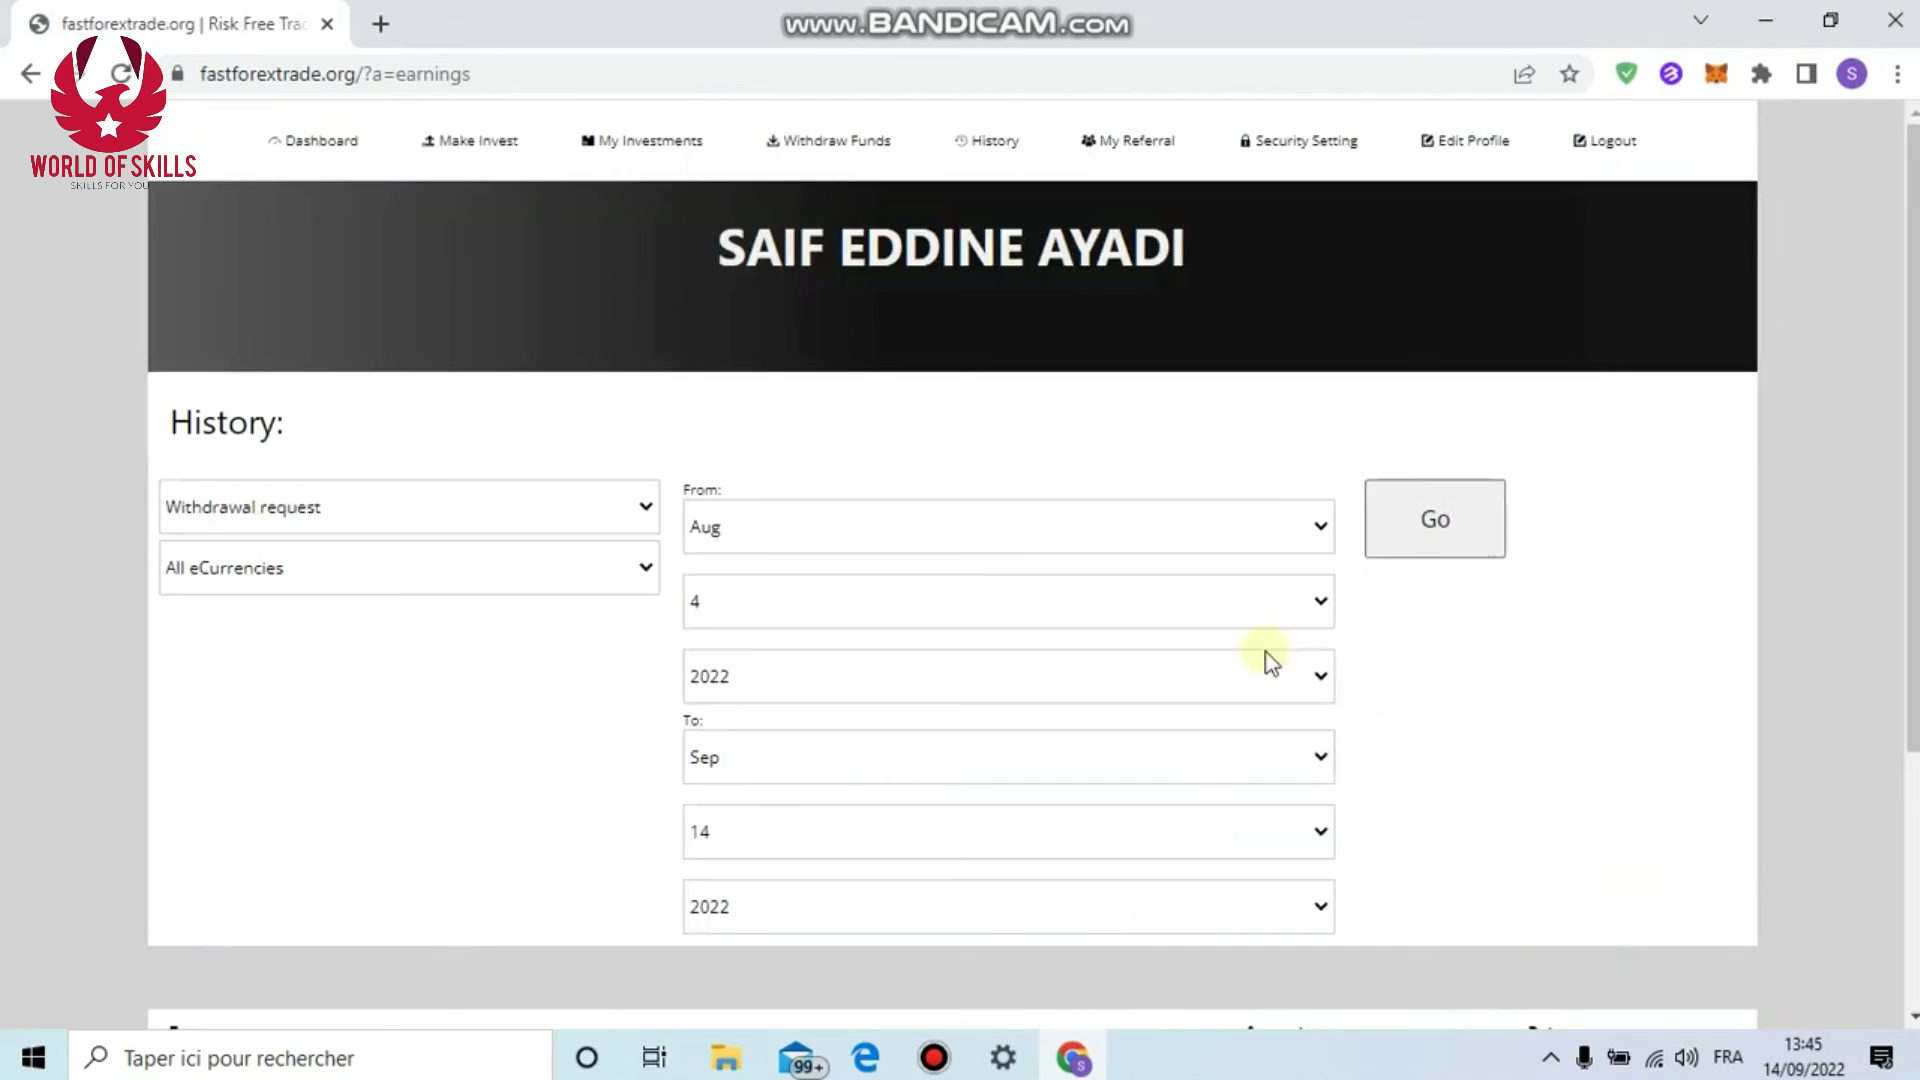 fastforextrade.org | Risk Free Trac
www.BANDICAM.com
fastforextrade.org/?a=earnings
S
WORLD OF SKILLS
SKILLS FOR YOU
Dashboard
Make Invest
My Investments
Withdraw Funds
History
My Referral
Security Setting
Edit Profile
Logout
SAIF EDDINE AYADI
History:
Withdrawal request
All eCurrencies
From:
Aug
4
2022
To:
Sep
14
2022
Go
Taper ici pour rechercher
99+
S
FRA
13:45
14/09/2022